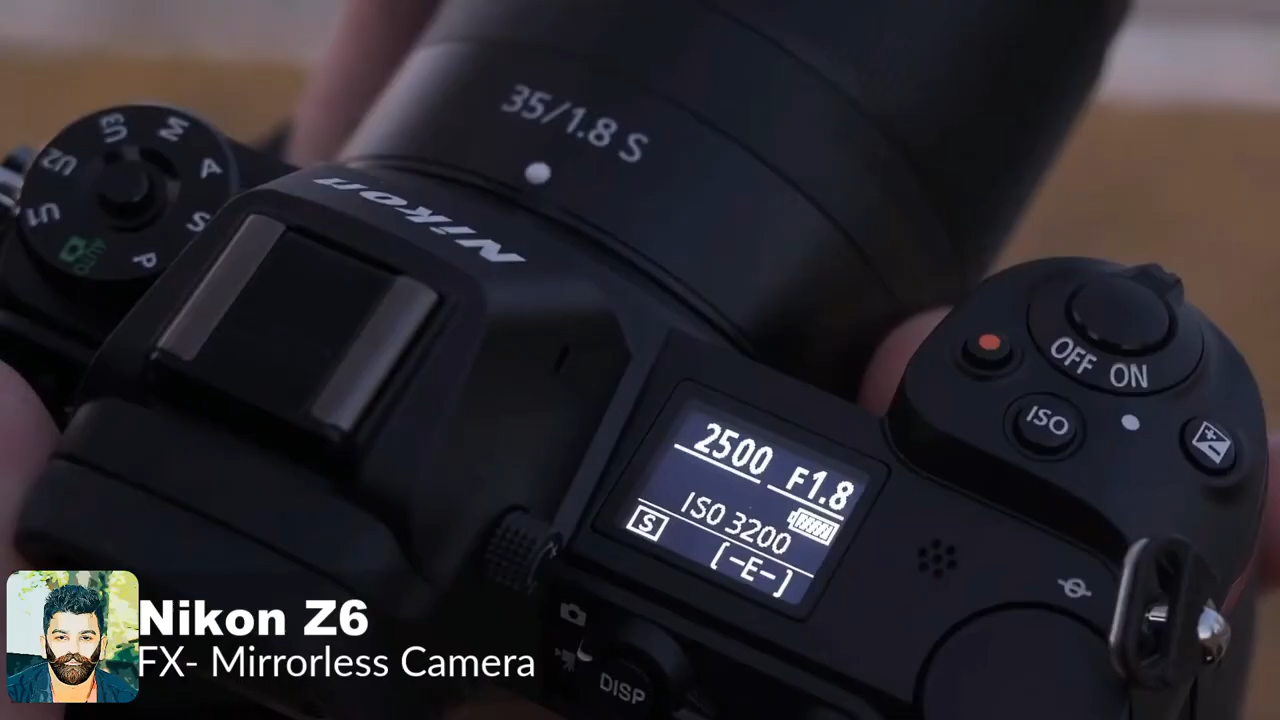 35/1.8 S
Nikon
U3
M
U2
A
U1
S
AUTO
P
OFF ON
ISO
2500 F1.8
ISO 3200
S
[-E-]
DISP
Nikon Z6
FX- Mirrorless Camera